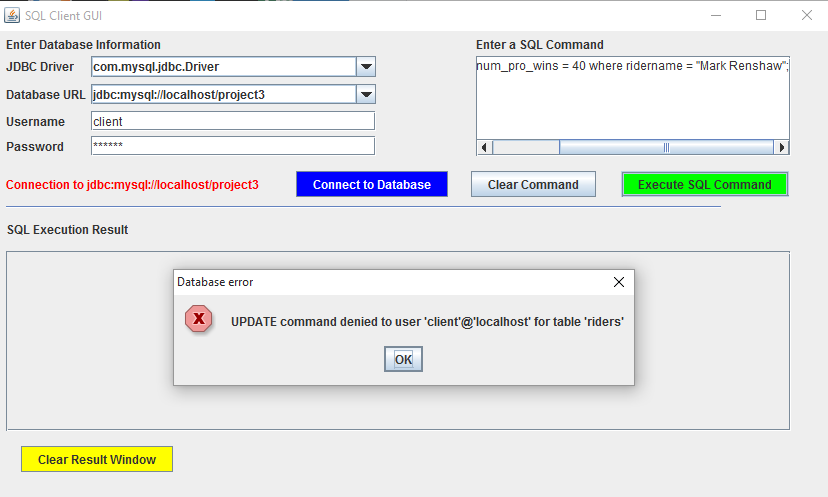 SQL Client GUI
Enter Database Information
Enter a SQL Command
JDBC Driver
com.mysql.jdbc.Driver
num_pro_wins = 40 where ridername = "Mark Renshaw";
Database URL
jdbc:mysql://localhost/project3
Username
client
Password
******
Connection to jdbc:mysql://localhost/project3
Connect to Database
Clear Command
Execute SQL Command
SQL Execution Result
Database error
X
UPDATE command denied to user 'client'@'localhost' for table 'riders'
OK
Clear Result Window